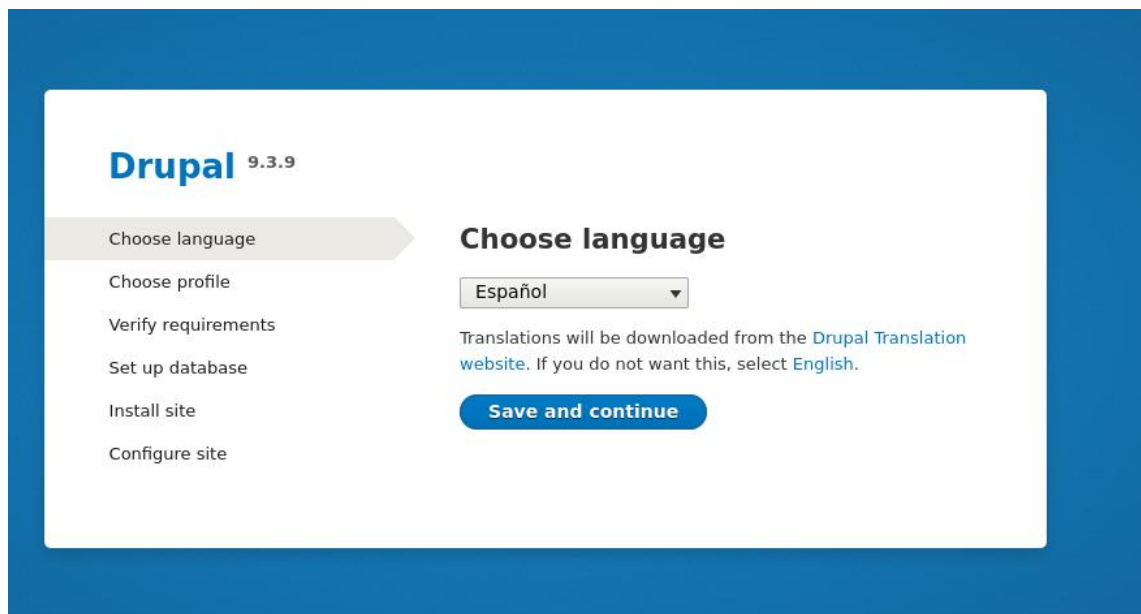 Drupal 9.3.9
Choose language
Choose profile
Verify requirements
Set up database
Install site
Configure site
Choose language
Español
Translations will be downloaded from the Drupal Translation
website. If you do not want this, select English.
Save and continue